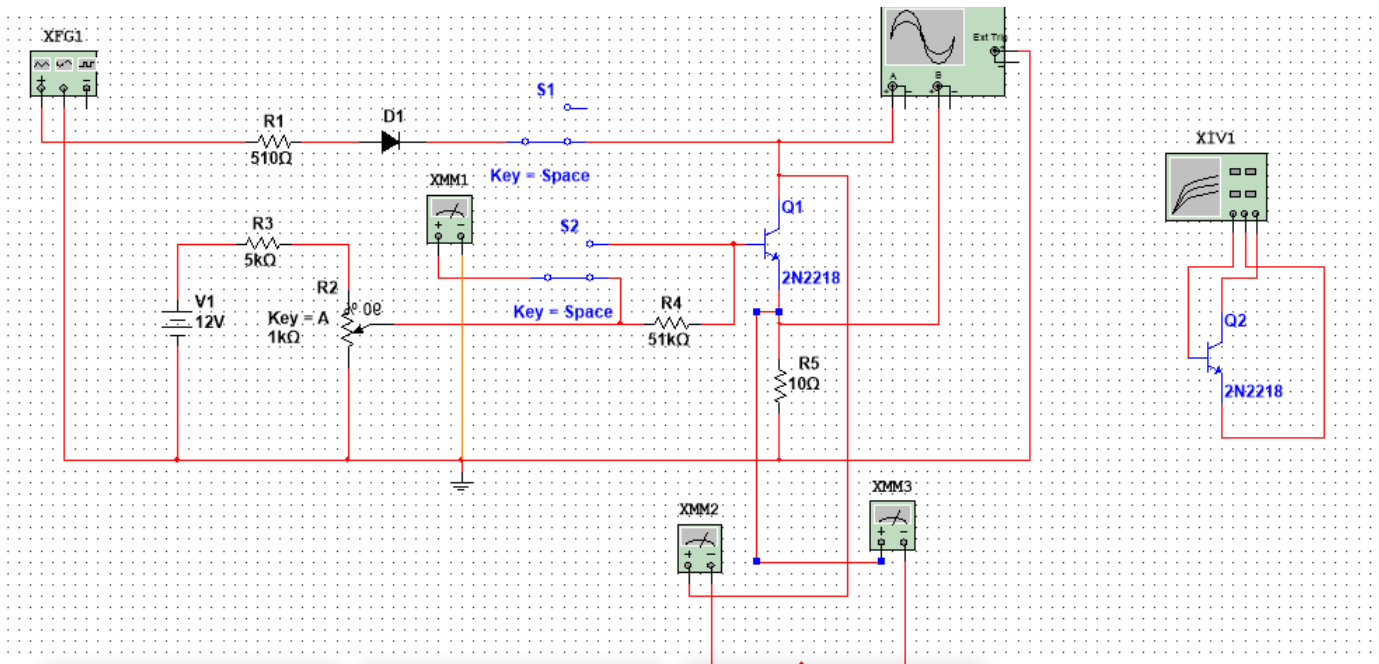 XFG1
+
-
R1
510Ω
D1
S1
Key = Space
Ext Trig
A
B
+
-
+
-
XIV1
XMM1
+
-
R3
5kΩ
S2
Q1
2N2218
V1
12V
R2
Key = A
1kΩ
90 %
Key = Space
R4
51kΩ
R5
10Ω
Q2
2N2218
XMM2
+
-
XMM3
+
-